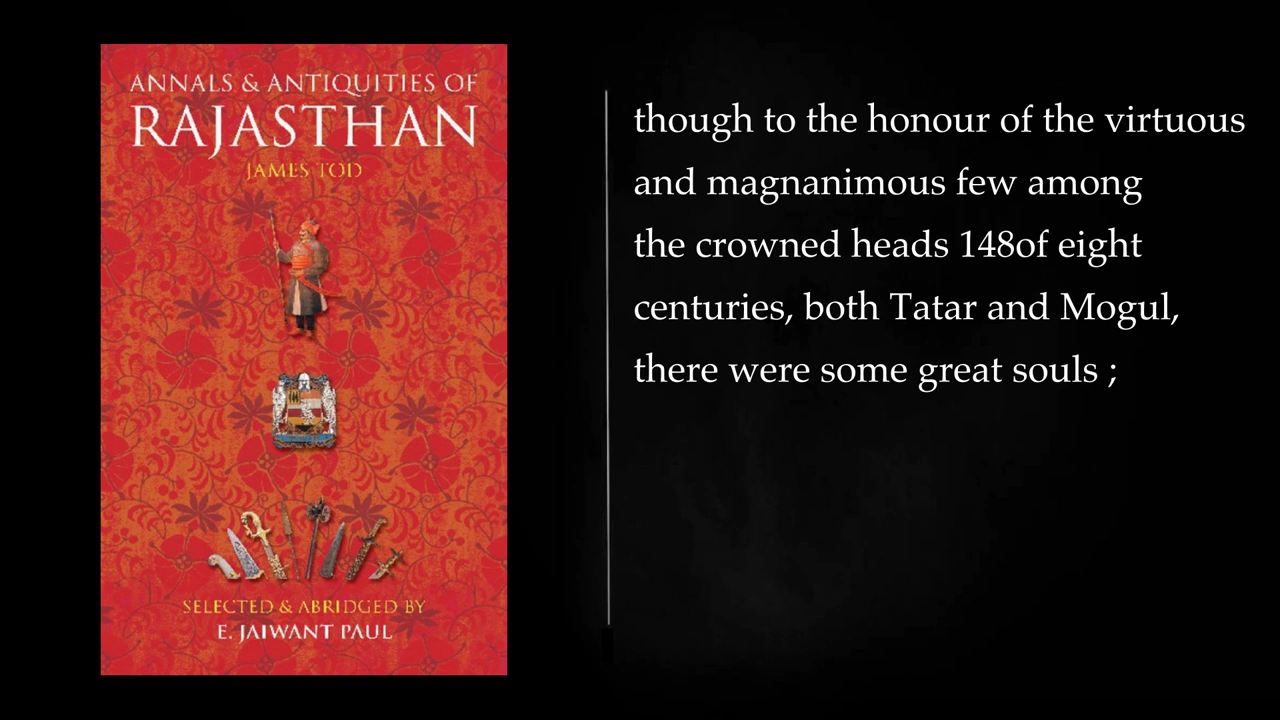 ANNALS & ANTIQUITIES OF
RAJASTHAN
JAMES TOD
SELECTED & ABRIDGED BY
E. JAIWANT PAUL
though to the honour of the virtuous
and magnanimous few among
the crowned heads 148of eight
centuries, both Tatar and Mogul,
there were some great souls ;